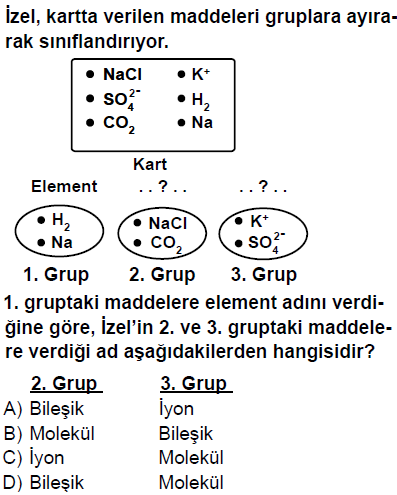 İzel, kartta verilen maddeleri gruplara ayıra-
rak sınıflandırıyor.
• NaCl • K⁺
• SO₄²⁻ • H₂
• CO₂ • Na
Kart
Element . . ? . . . . ? . .
• H₂ • NaCl • K⁺
• Na • CO₂ • SO₄²⁻
1. Grup 2. Grup 3. Grup
1. gruptaki maddelere element adını verdi-
ğine göre, İzel'in 2. ve 3. gruptaki maddele-
re verdiği ad aşağıdakilerden hangisidir?
2. Grup 3. Grup
A) Bileşik İyon
B) Molekül Bileşik
C) İyon Molekül
D) Bileşik Molekül